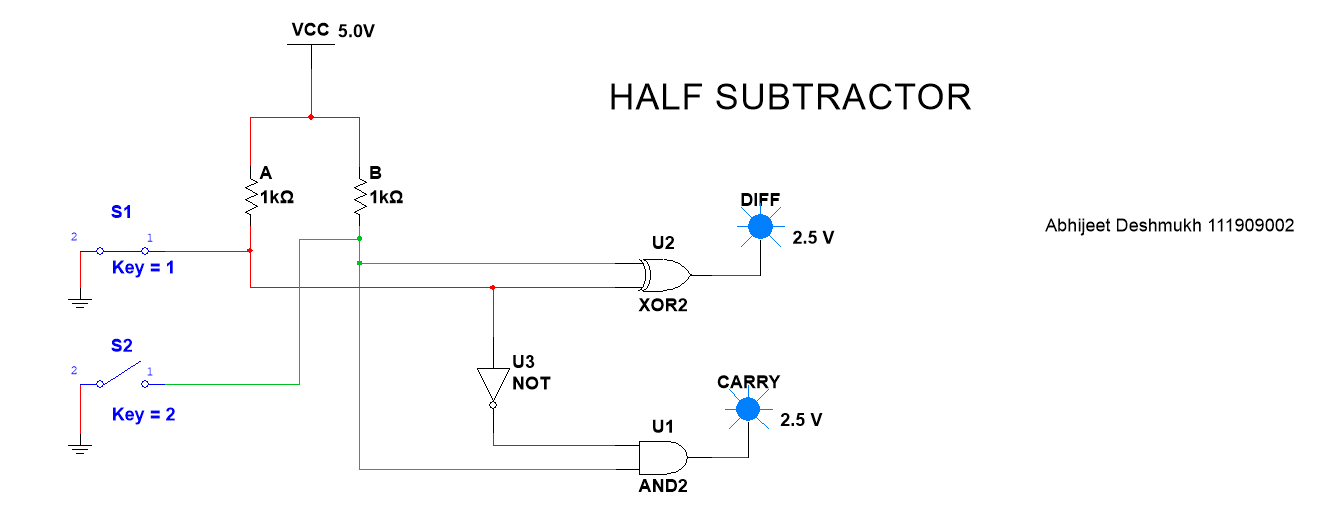 VCC 5.0V
HALF SUBTRACTOR
A
1kΩ
B
1kΩ
S1
2 1
Key = 1
DIFF
2.5 V
Abhijeet Deshmukh 111909002
U2
XOR2
S2
2 1
Key = 2
U3
NOT
CARRY
2.5 V
U1
AND2